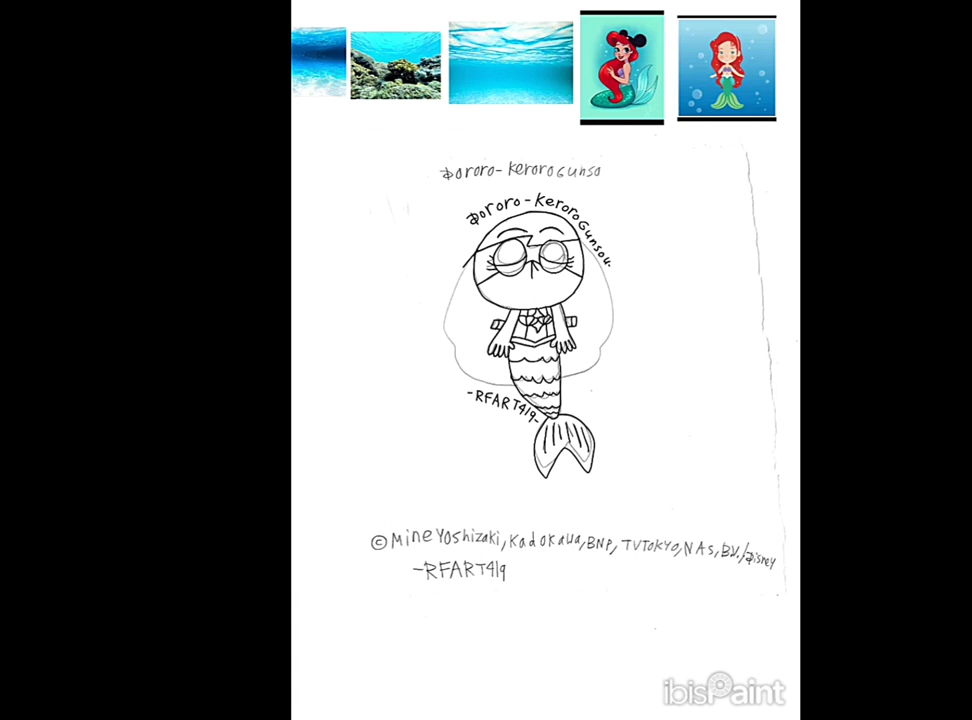 Dororo-KeroroGunso
Dororo-KeroroGunsou.
-RFART419-
©MineYoshizaki, Kadokawa, BNP, TVTOKYO, NAS, BV./Disney
-RFART419
ibisPaint